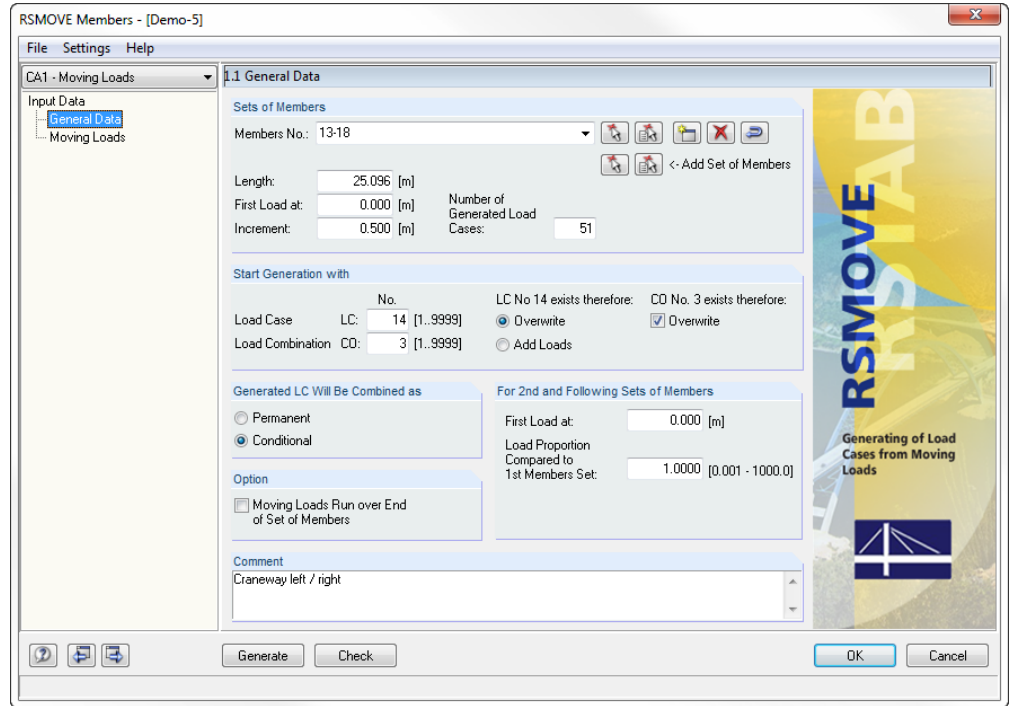 RSMOVE Members - [Demo-5]
File Settings Help
CA1 - Moving Loads
1.1 General Data
Input Data
General Data
Moving Loads
Sets of Members
Members No.: 13-18
<- Add Set of Members
Length: 25.096 [m]
First Load at: 0.000 [m]
Increment: 0.500 [m]
Number of
Generated Load
Cases: 51
Start Generation with
No.
LC No 14 exists therefore:
CO No. 3 exists therefore:
Load Case LC: 14 [1..9999]
Overwrite
Overwrite
Load Combination CO: 3 [1..9999]
Add Loads
Generated LC Will Be Combined as
Permanent
Conditional
For 2nd and Following Sets of Members
First Load at: 0.000 [m]
Load Proportion
Compared to
1st Members Set: 1.0000 [0.001 - 1000.0]
Option
Moving Loads Run over End
of Set of Members
Comment
Craneway left / right
RSTAB
RSMOVE
Generating of Load
Cases from Moving
Loads
Generate
Check
OK
Cancel